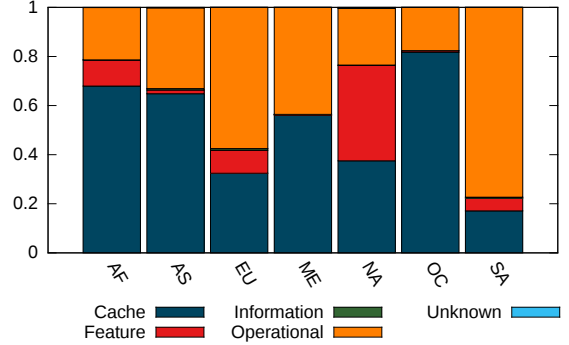 1
0.8
0.6
0.4
0.2
0
AF AS EU ME NA OC SA
Cache Information Unknown
Feature Operational